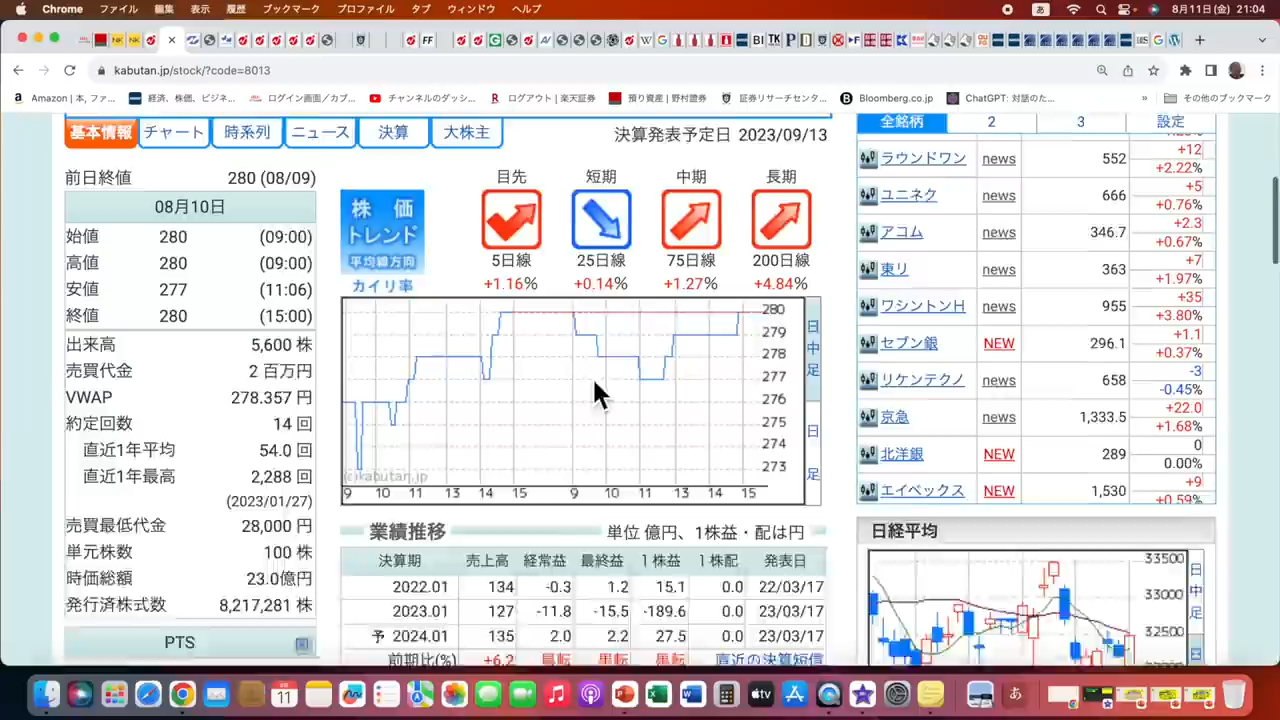 Chrome ファイル 編集 表示 履歴 ブックマーク プロファイル タブ ウィンドウ ヘルプ
あ 8月11日(金) 21:04
kabutan.jp/stock/?code=8013
Amazon | 本, ファ... 経済、株価、ビジネ... ログイン画面／カブ... チャンネルのダッシ... ログアウト | 楽天証券 預り資産 | 野村證券 証券リサーチセンタ... Bloomberg.co.jp ChatGPT: 対話のた... » その他のブックマーク
基本情報 チャート 時系列 ニュース 決算 大株主
決算発表予定日 2023/09/13
前日終値 280 (08/09)
08月10日
始値 280 (09:00)
高値 280 (09:00)
安値 277 (11:06)
終値 280 (15:00)
出来高 5,600 株
売買代金 2 百万円
VWAP 278.357 円
約定回数 14 回
直近1年平均 54.0 回
直近1年最高 2,288 回
(2023/01/27)
売買最低代金 28,000 円
単元株数 100 株
時価総額 23.0億円
発行済株式数 8,217,281 株
PTS
株価
トレンド
平均線方向
カイリ率
目先 短期 中期 長期
5日線 25日線 75日線 200日線
+1.16% +0.14% +1.27% +4.84%
280
279
278
277
276
275
274
273
(c)kabutan.jp
9 10 11 13 14 15 9 10 11 13 14 15
日中足
日足
業績推移 単位 億円、1株益・配は円
決算期 売上高 経常益 最終益 1株益 1株配 発表日
2022.01 134 -0.3 1.2 15.1 0.0 22/03/17
2023.01 127 -11.8 -15.5 -189.6 0.0 23/03/17
予 2024.01 135 2.0 2.2 27.5 0.0 23/03/17
前期比(%) +6.2 黒転 黒転 黒転 直近の決算短信
全銘柄 2 3 設定
ラウンドワン news 552 +12 +2.22%
ユニネク news 666 +5 +0.76%
アコム news 346.7 +2.3 +0.67%
東リ news 363 +7 +1.97%
ワシントンH news 955 +35 +3.80%
セブン銀 NEW 296.1 +1.1 +0.37%
リケンテクノ news 658 -3 -0.45%
京急 news 1,333.5 +22.0 +1.68%
北洋銀 NEW 289 0 0.00%
エイベックス NEW 1,530 +9 +0.59%
日経平均
33500
33000
32500
日中足